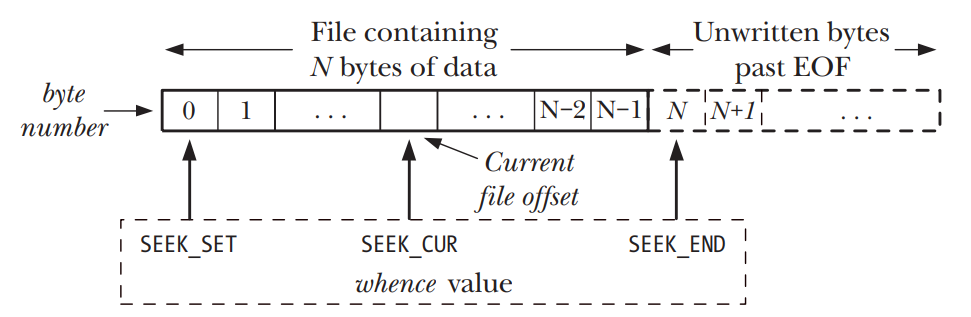 File containing
N bytes of data
Unwritten bytes
past EOF
byte
number
0 1 ... ... N−2 N−1 N N+1 ...
Current
file offset
SEEK_SET SEEK_CUR SEEK_END
whence value